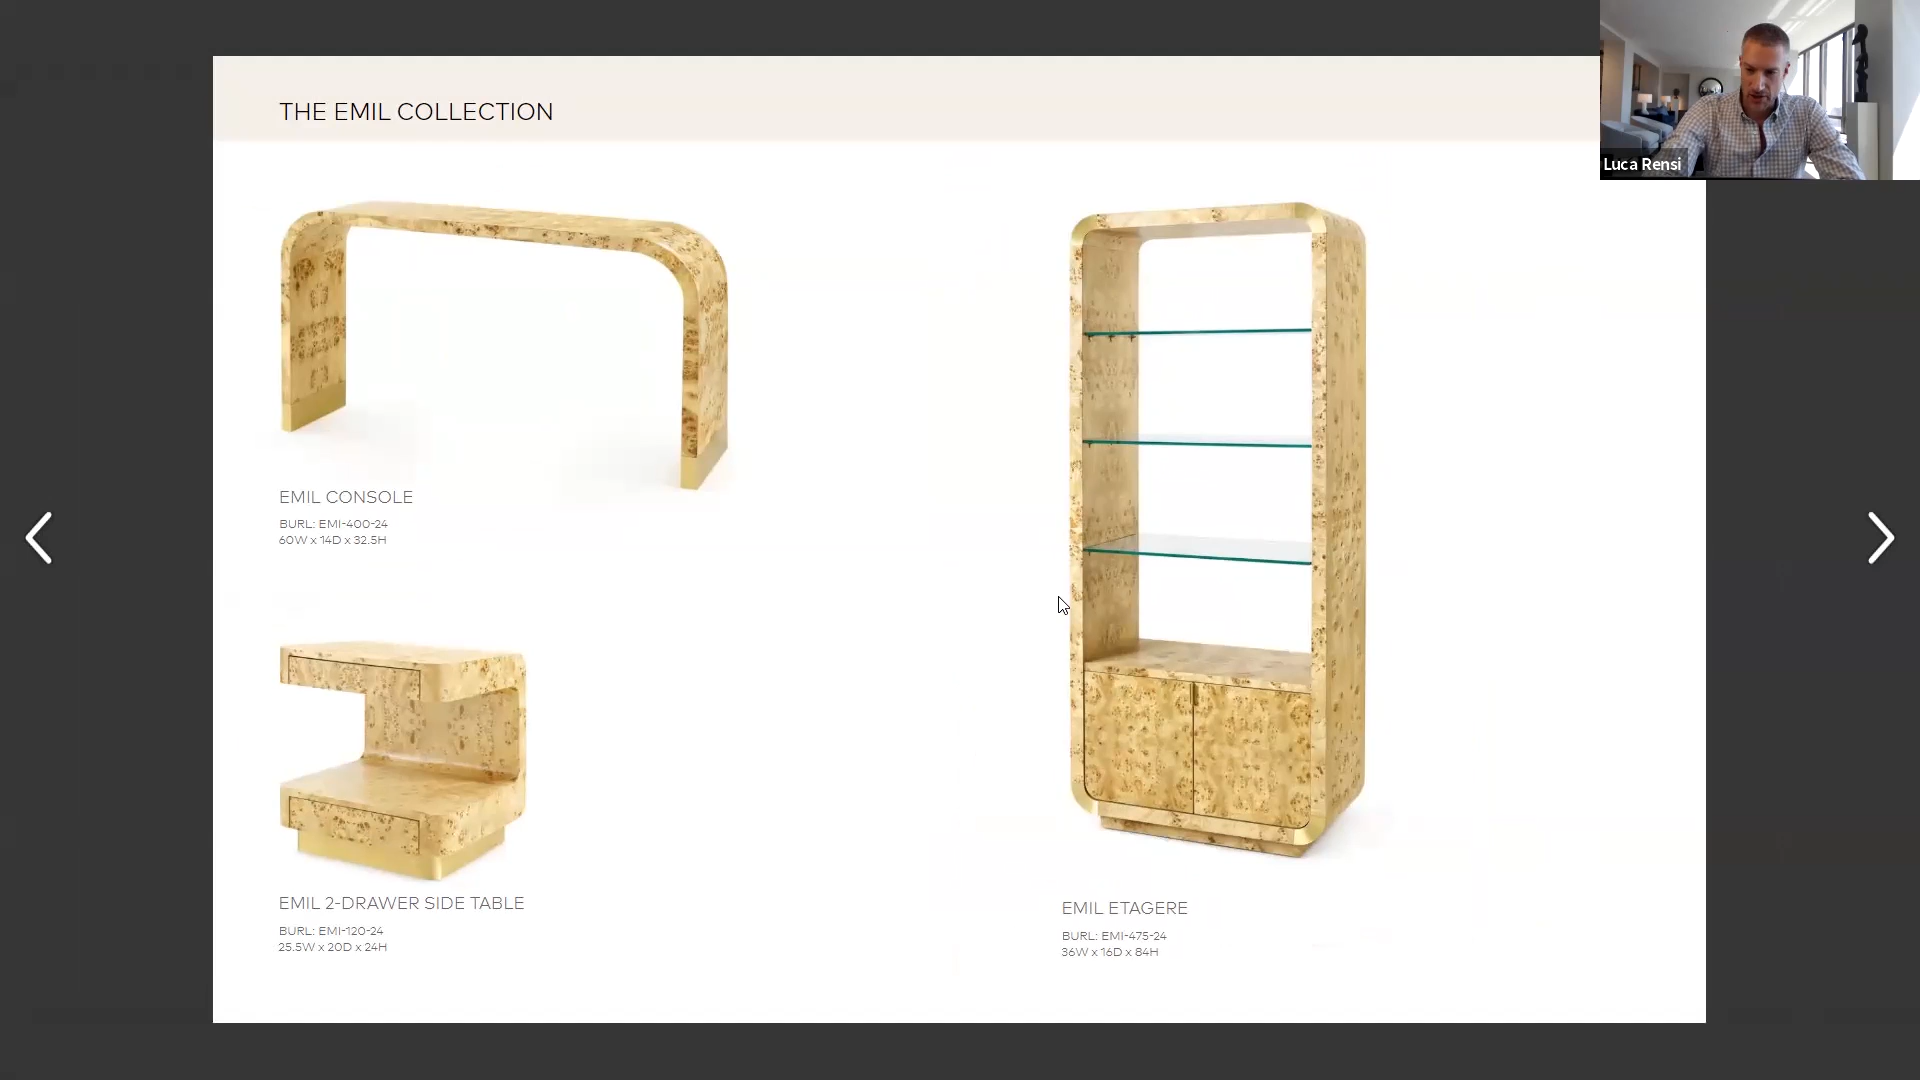 THE EMIL COLLECTION
Luca Rensi
EMIL CONSOLE
BURL: EMI-400-24
60W x 14D x 32.5H
EMIL 2-DRAWER SIDE TABLE
BURL: EMI-120-24
25.5W x 20D x 24H
EMIL ETAGERE
BURL: EMI-475-24
36W x 16D x 84H